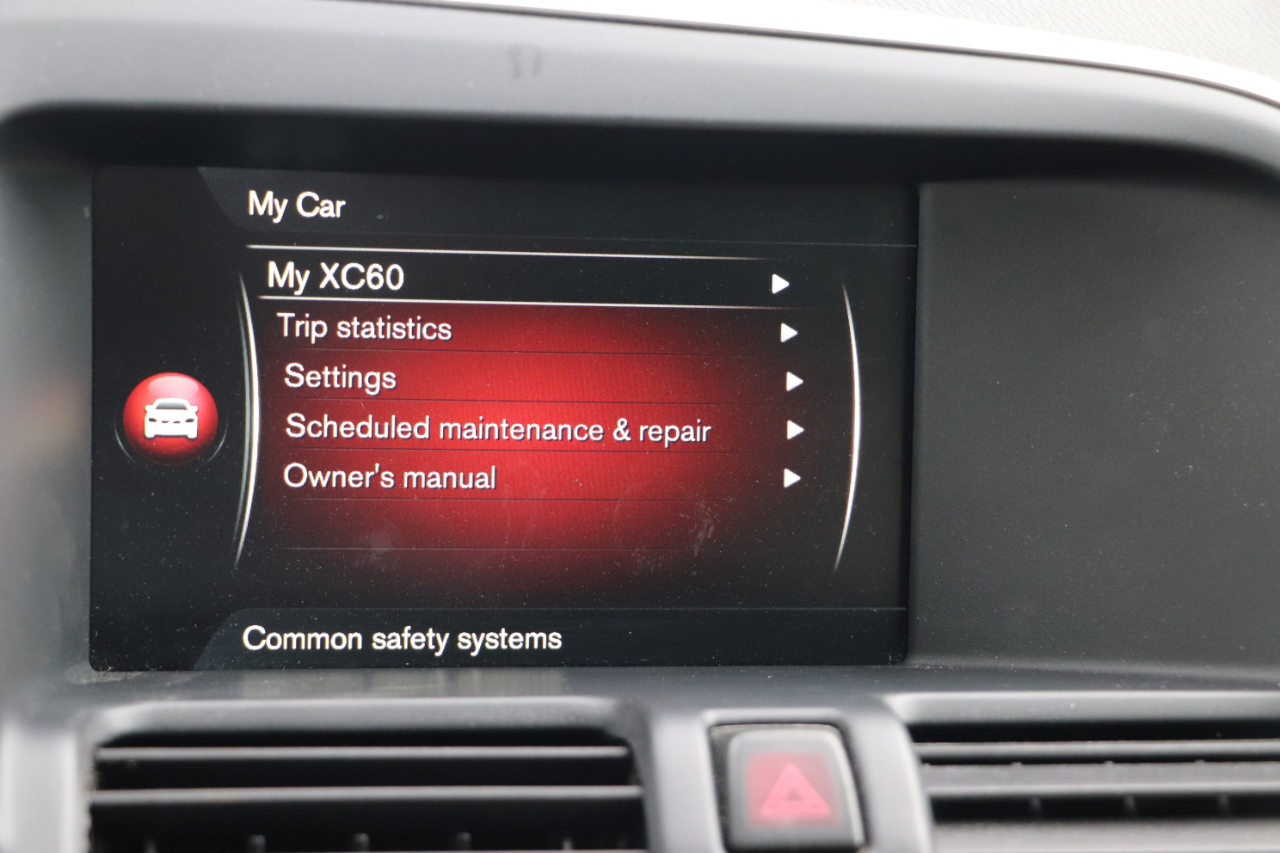 My Car
My XC60
Trip statistics
Settings
Scheduled maintenance & repair
Owner's manual
Common safety systems